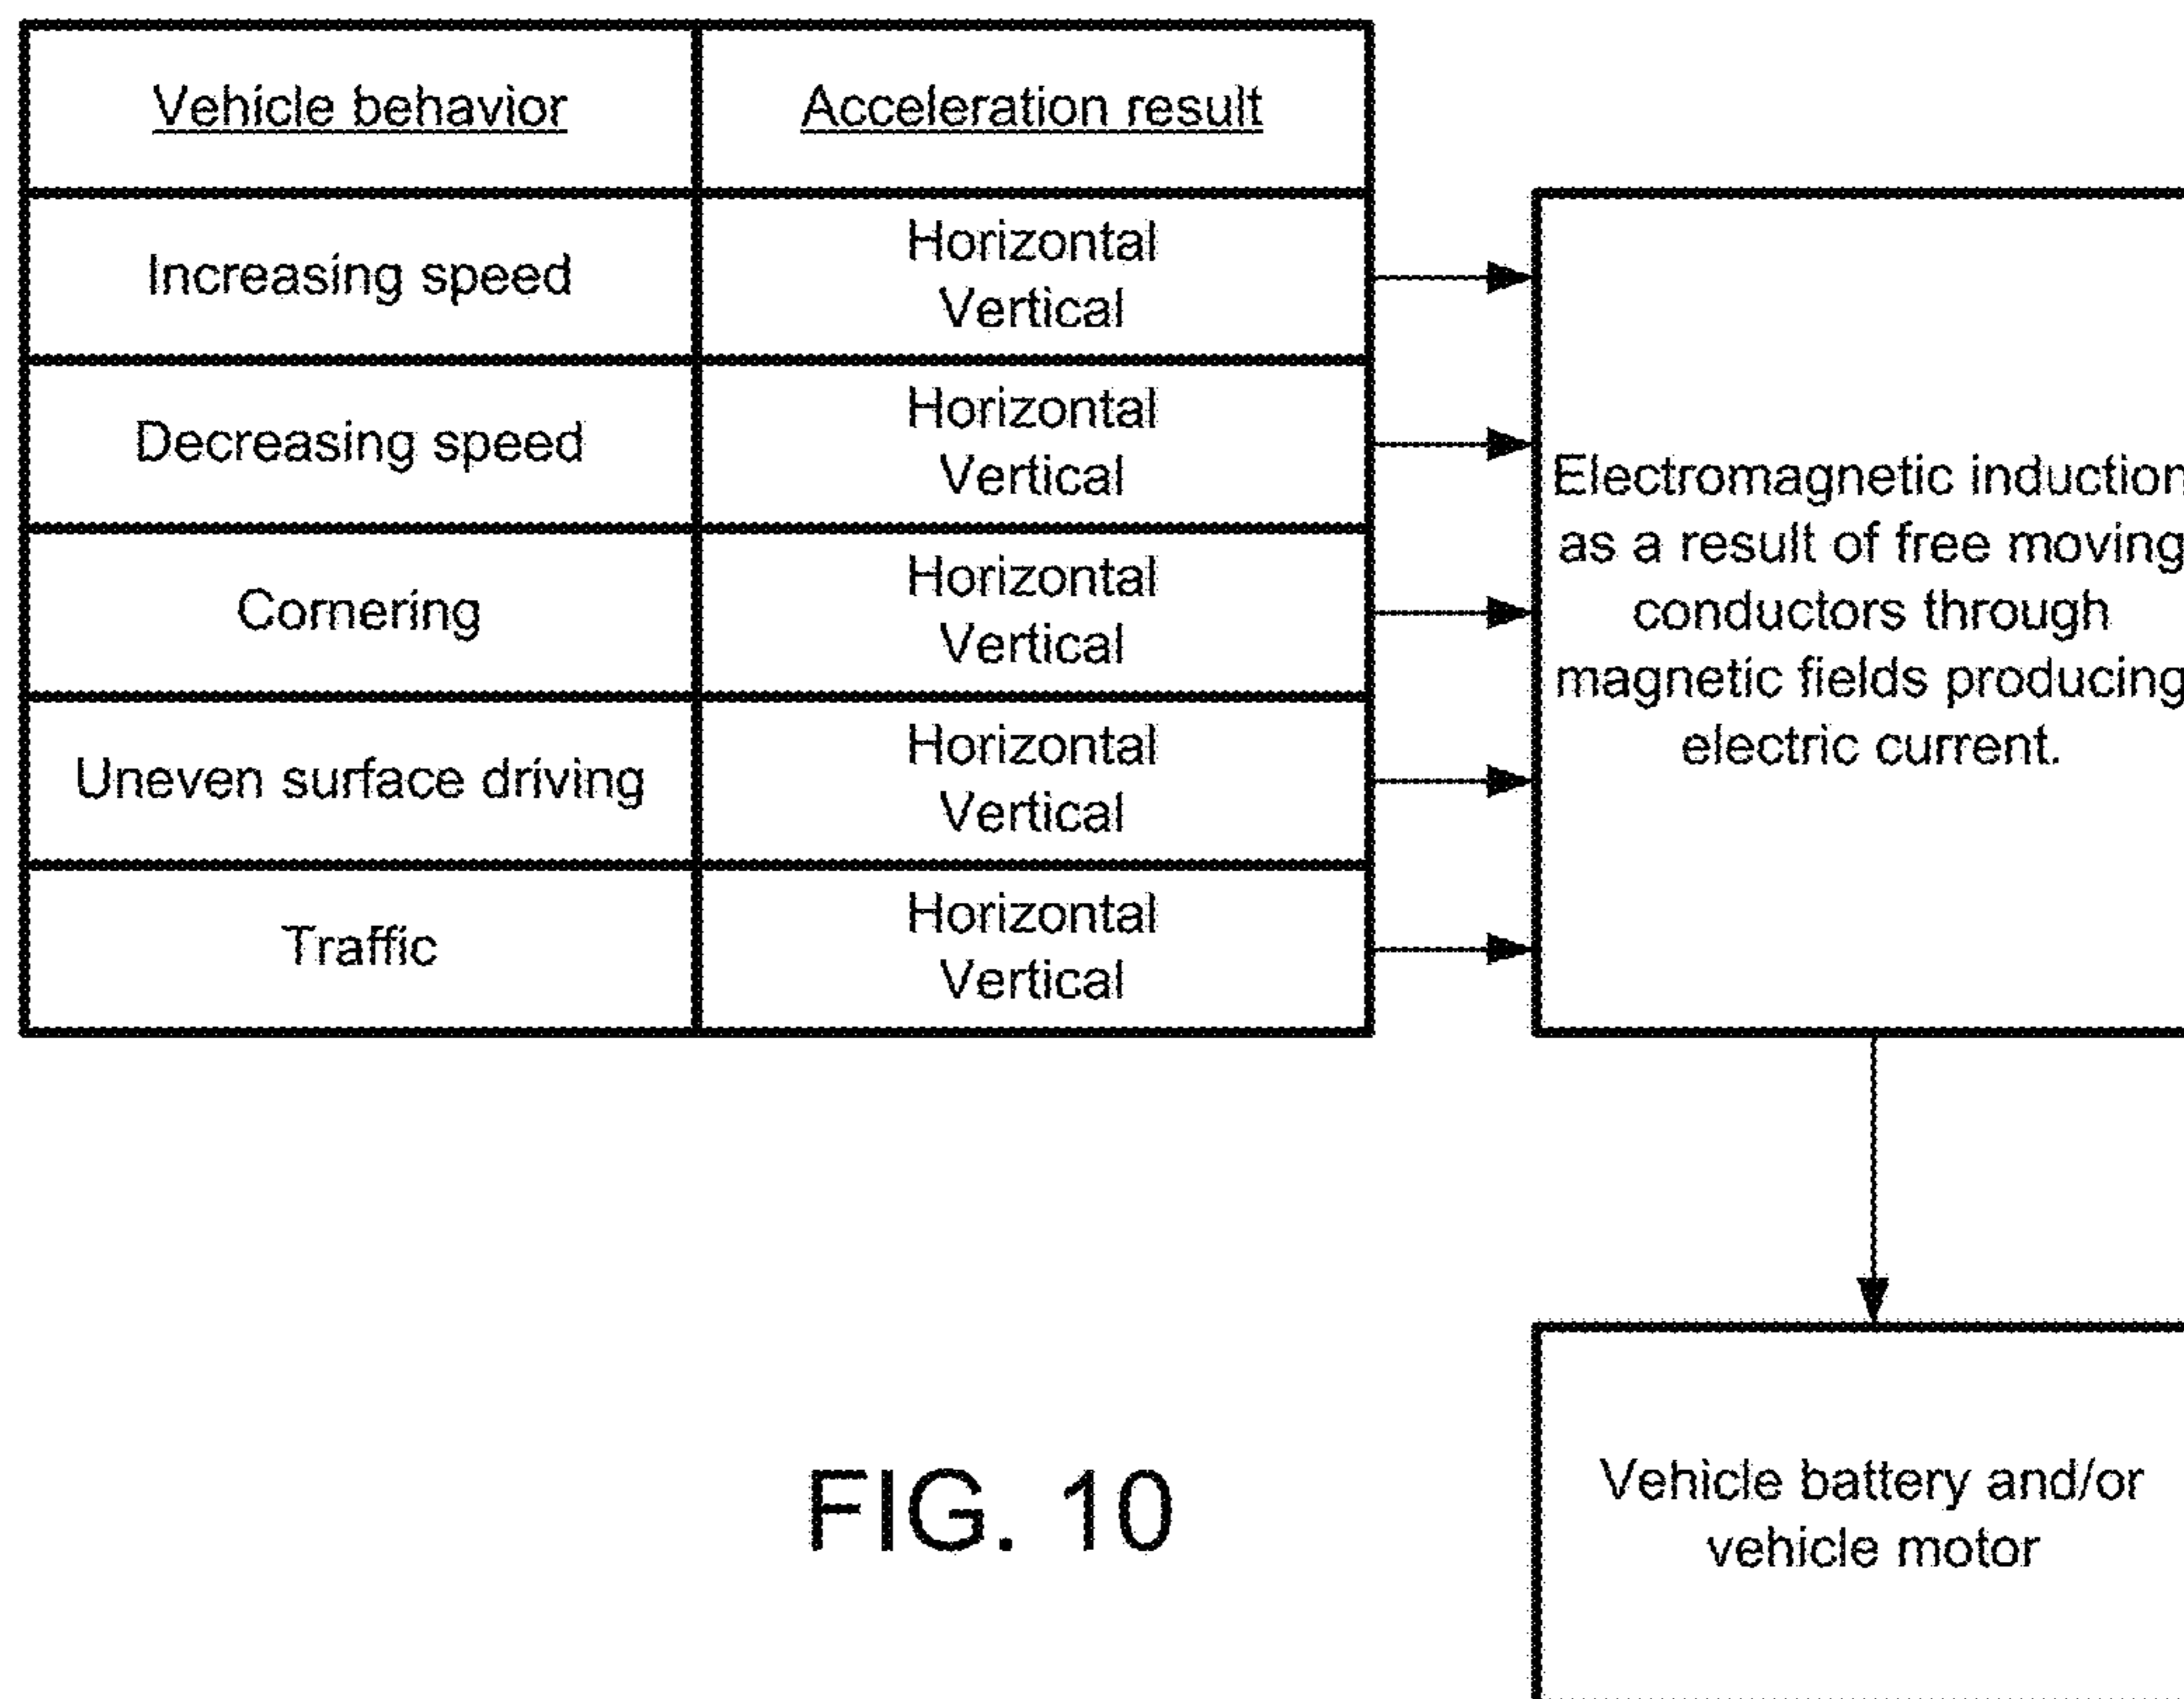 Vehicle behavior
Acceleration result
Increasing speed
Horizontal
Vertical
Decreasing speed
Horizontal
Vertical
Cornering
Horizontal
Vertical
Uneven surface driving
Horizontal
Vertical
Traffic
Horizontal
Vertical
Electromagnetic induction
as a result of free moving
conductors through
magnetic fields producing
electric current.
Vehicle battery and/or
vehicle motor
FIG. 10